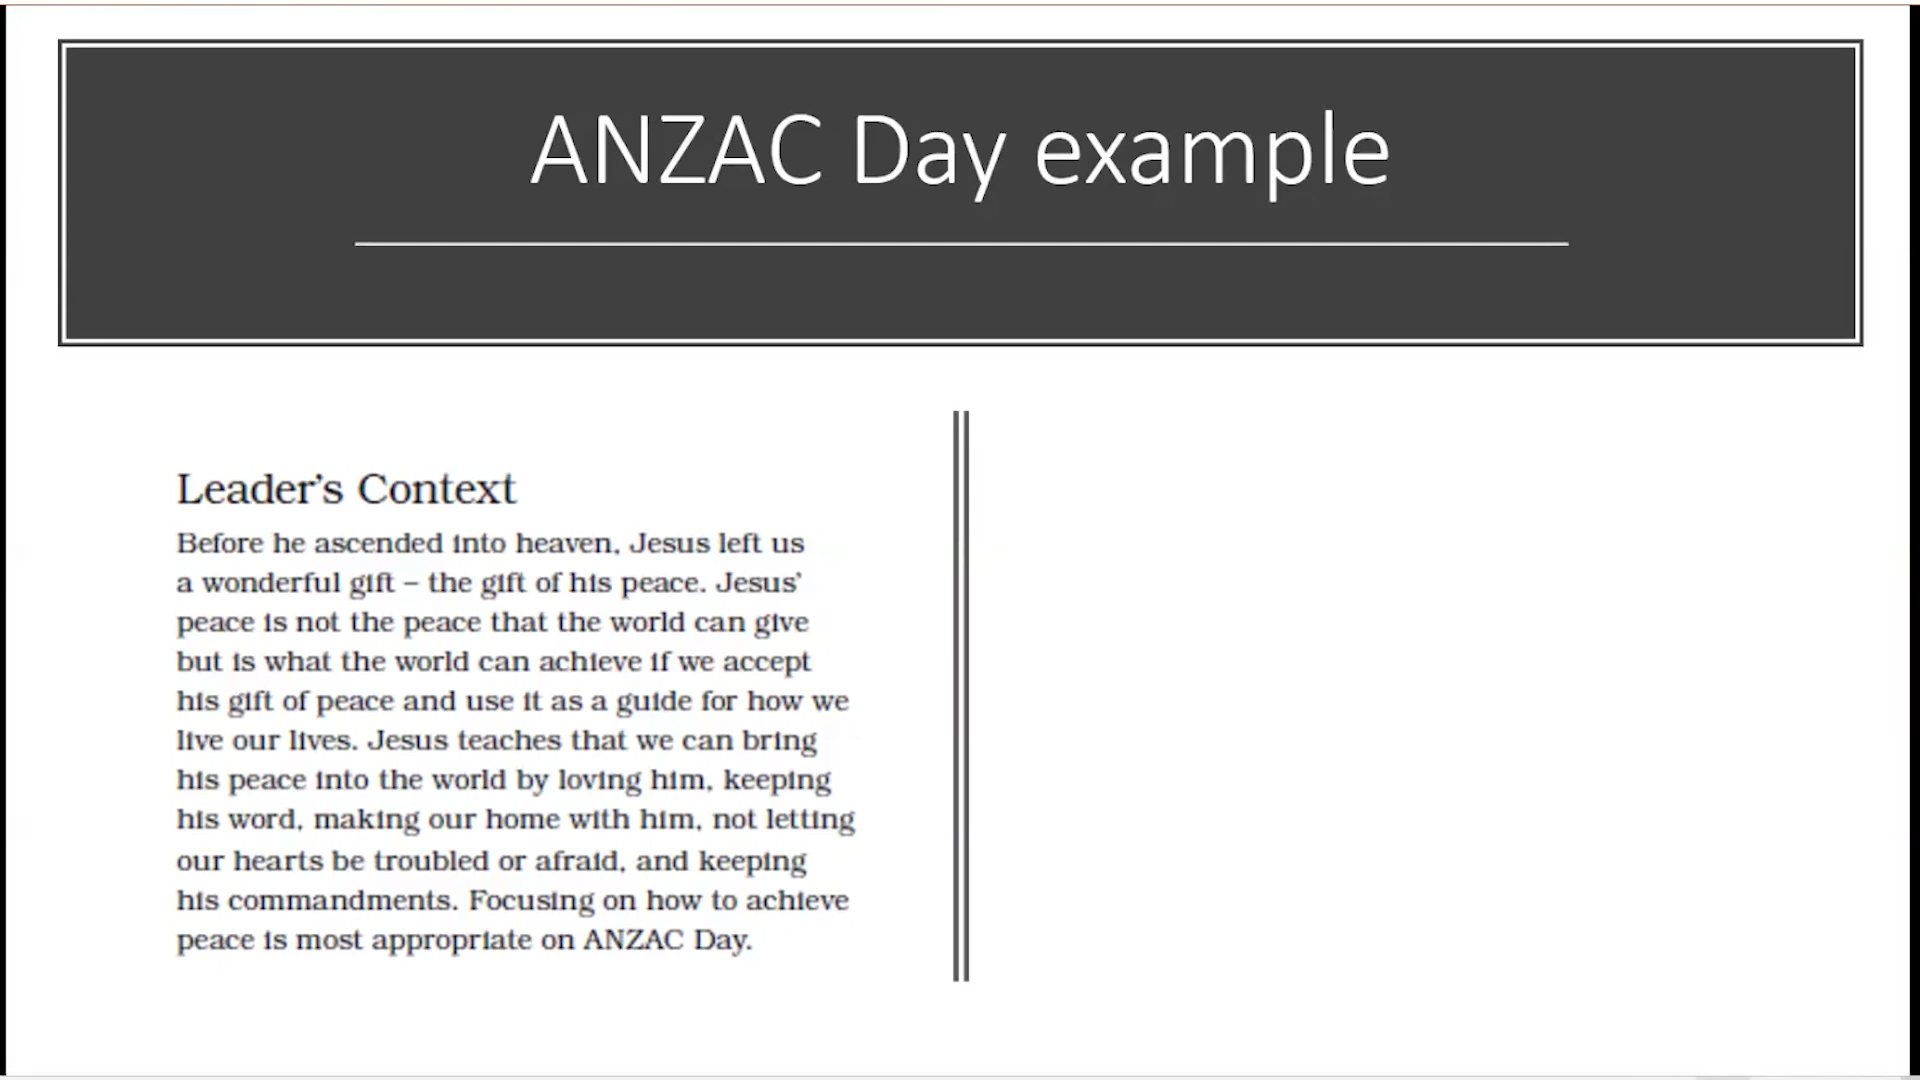 ANZAC Day example
Leader’s Context
Before he ascended into heaven, Jesus left us
a wonderful gift – the gift of his peace. Jesus’
peace is not the peace that the world can give
but is what the world can achieve if we accept
his gift of peace and use it as a guide for how we
live our lives. Jesus teaches that we can bring
his peace into the world by loving him, keeping
his word, making our home with him, not letting
our hearts be troubled or afraid, and keeping
his commandments. Focusing on how to achieve
peace is most appropriate on ANZAC Day.